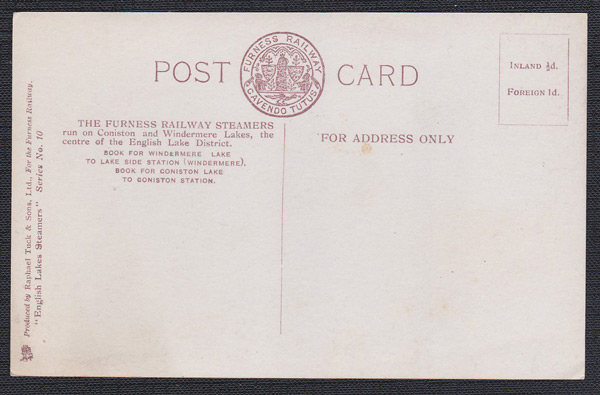 POST CARD
FURNESS RAILWAY
CAVENDO TUTUS
INLAND ½d.
FOREIGN 1d.
THE FURNESS RAILWAY STEAMERS
run on Coniston and Windermere Lakes, the
centre of the English Lake District.
BOOK FOR WINDERMERE LAKE
TO LAKE SIDE STATION (WINDERMERE).
BOOK FOR CONISTON LAKE
TO CONISTON STATION.
FOR ADDRESS ONLY
Produced by Raphael Tuck & Sons, Ltd., For the Furness Railway.
"English Lakes Steamers" Series No. 10